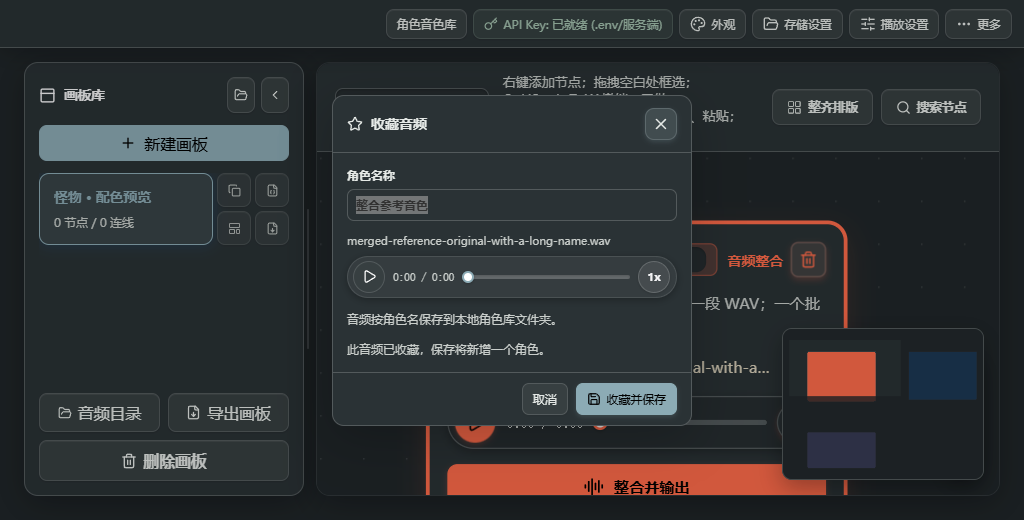 角色音色库
API Key: 已就绪 (.env/服务端)
外观
存储设置
播放设置
更多
画板库
新建画板
怪物 • 配色预览
0 节点 / 0 连线
音频目录
导出画板
删除画板
右键添加节点；拖拽空白处框选；
粘贴；
整齐排版
搜索节点
收藏音频
角色名称
整合参考音色
merged-reference-original-with-a-long-name.wav
0:00 / 0:00
1x
音频按角色名保存到本地角色库文件夹。
此音频已收藏，保存将新增一个角色。
取消
收藏并保存
音频整合
一段 WAV；一个批
al-with-a...
整合并输出